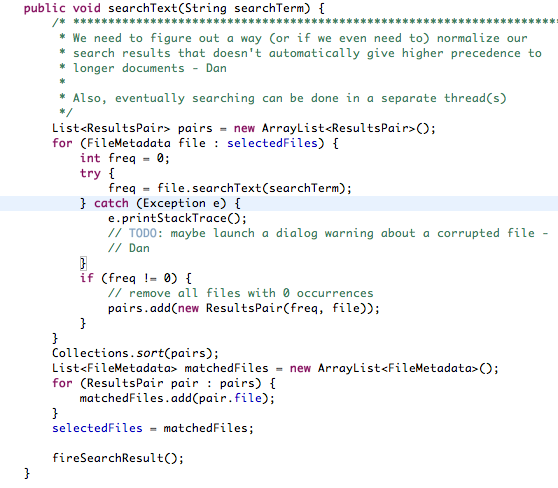 public void searchText(String searchTerm) {
    /* *****************************************************************
     * We need to figure out a way (or if we even need to) normalize our
     * search results that doesn't automatically give higher precedence to
     * longer documents - Dan
     *
     * Also, eventually searching can be done in a separate thread(s)
     */
    List<ResultsPair> pairs = new ArrayList<ResultsPair>();
    for (FileMetadata file : selectedFiles) {
        int freq = 0;
        try {
            freq = file.searchText(searchTerm);
        } catch (Exception e) {
            e.printStackTrace();
            // TODO: maybe launch a dialog warning about a corrupted file -
            // Dan
        }
        if (freq != 0) {
            // remove all files with 0 occurrences
            pairs.add(new ResultsPair(freq, file));
        }
    }
    Collections.sort(pairs);
    List<FileMetadata> matchedFiles = new ArrayList<FileMetadata>();
    for (ResultsPair pair : pairs) {
        matchedFiles.add(pair.file);
    }
    selectedFiles = matchedFiles;

    fireSearchResult();
}